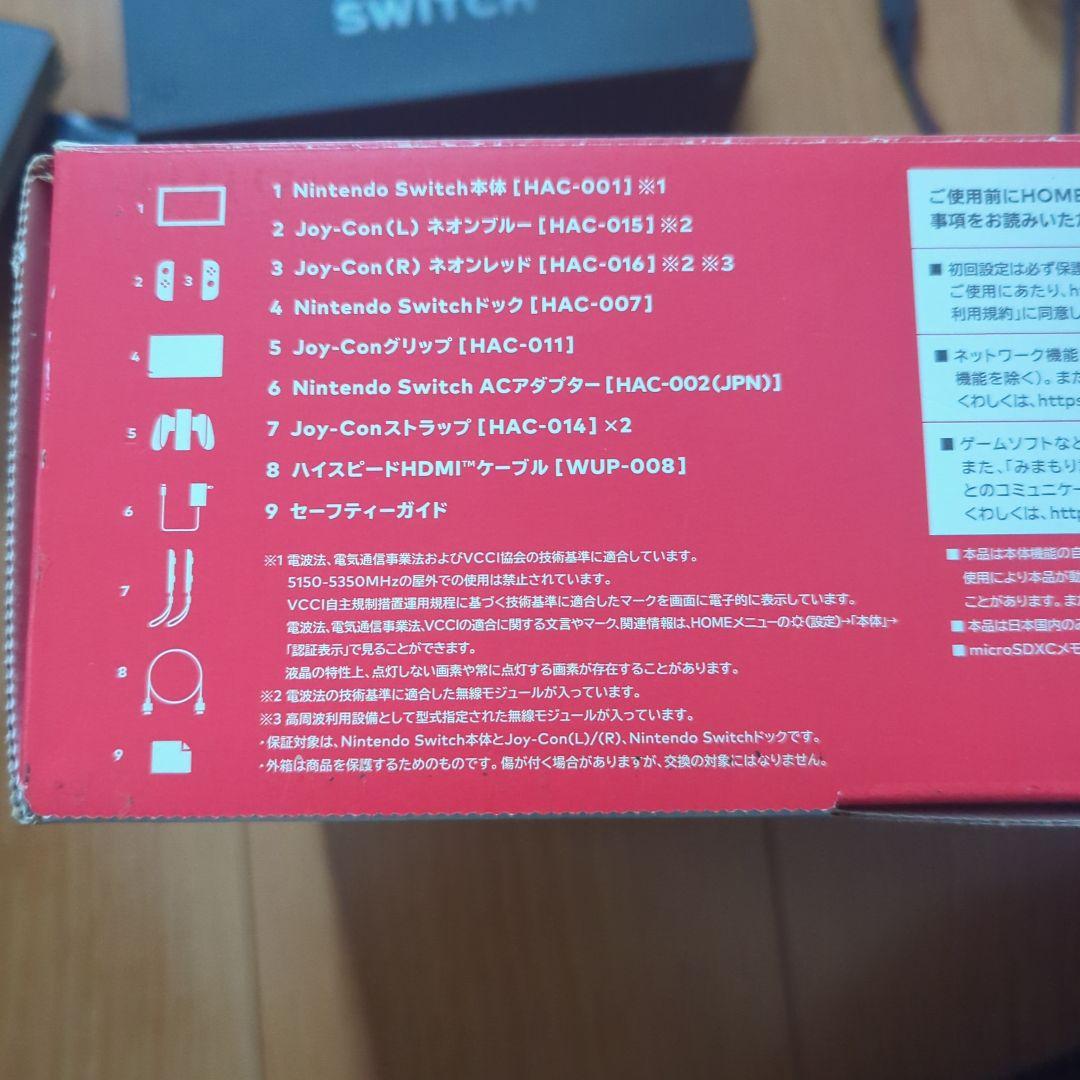 SWITCH
1 Nintendo Switch本体 [HAC-001] ※1
2 Joy-Con(L) ネオンブルー [HAC-015] ※2
3 Joy-Con(R) ネオンレッド [HAC-016] ※2 ※3
4 Nintendo Switchドック [HAC-007]
5 Joy-Conグリップ [HAC-011]
6 Nintendo Switch ACアダプター [HAC-002(JPN)]
7 Joy-Conストラップ [HAC-014] ×2
8 ハイスピードHDMI™ケーブル [WUP-008]
9 セーフティーガイド
1
2 3
4
5
6
7
8
9
※1 電波法、電気通信事業法およびVCCI協会の技術基準に適合しています。
5150-5350MHzの屋外での使用は禁止されています。
VCCI自主規制措置運用規程に基づく技術基準に適合したマークを画面に電子的に表示しています。
電波法、電気通信事業法、VCCIの適合に関する文言やマーク、関連情報は、HOMEメニューの(設定)→「本体」→
「認証表示」で見ることができます。
液晶の特性上、点灯しない画素や常に点灯する画素が存在することがあります。
※2 電波法の技術基準に適合した無線モジュールが入っています。
※3 高周波利用設備として型式指定された無線モジュールが入っています。
・保証対象は、Nintendo Switch本体とJoy-Con(L)/(R)、Nintendo Switchドックです。
・外箱は商品を保護するためのものです。傷が付く場合がありますが、交換の対象にはなりません。
ご使用前にHOME
事項をお読みいた
■ 初回設定は必ず保護
ご使用にあたり、
利用規約」に同意し
■ ネットワーク機能
機能を除く)。また
くわしくは、https
■ ゲームソフトなど
また、「みまもり
とのコミュニケー
くわしくは、http
■ 本品は本体機能の自
使用により本品が動
ことがあります。また
■ 本品は日本国内のみ
■ microSDXCメモ